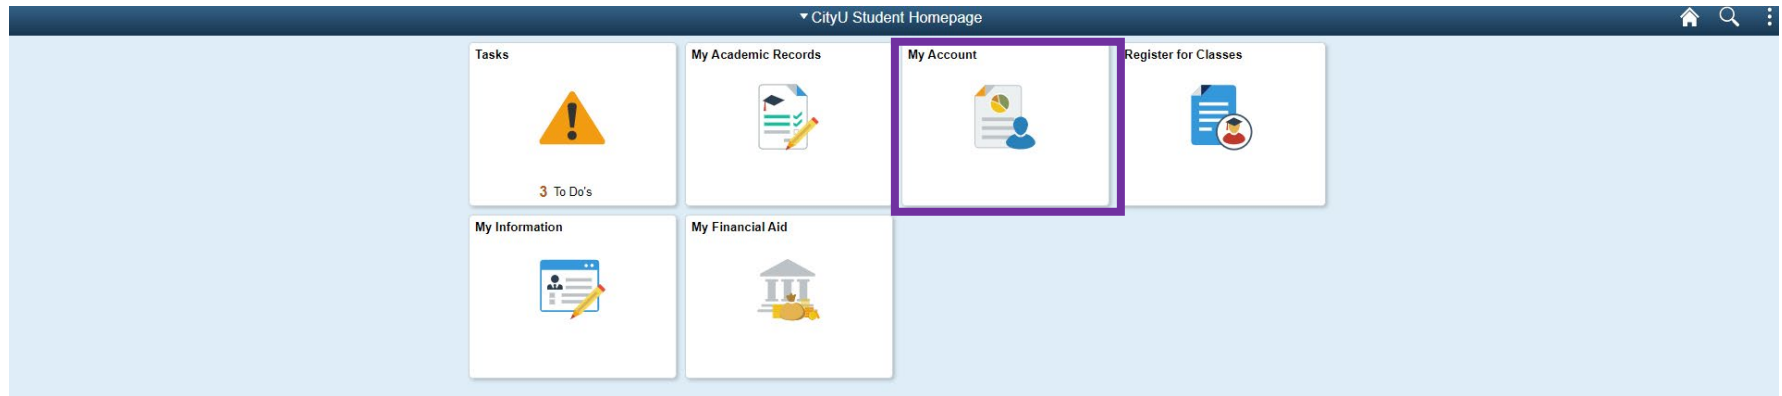 CityU Student Homepage
Tasks
My Academic Records
My Account
Register for Classes
3 To Do's
My Information
My Financial Aid